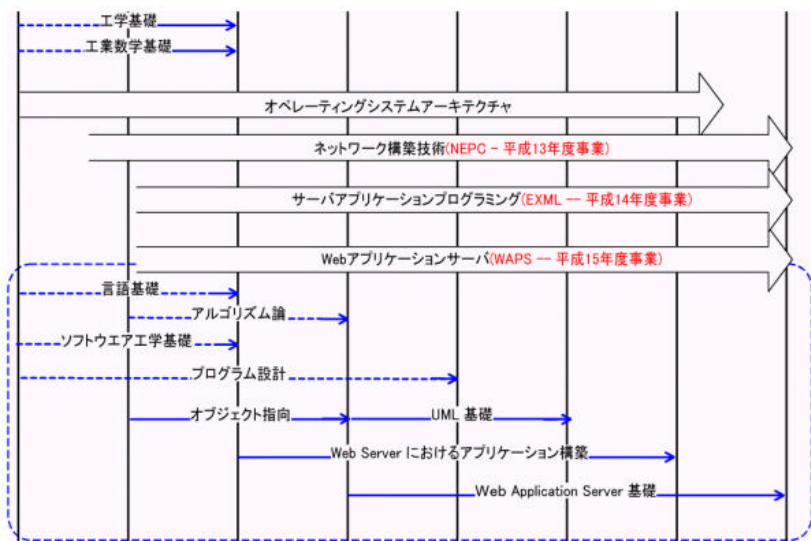 工学基礎
工業数学基礎
オペレーティングシステムアーキテクチャ
ネットワーク構築技術(NEPC - 平成13年度事業)
サーバアプリケーションプログラミング(EXML -- 平成14年度事業)
Webアプリケーションサーバ(WAPS -- 平成15年度事業)
言語基礎
アルゴリズム論
ソフトウエア工学基礎
プログラム設計
オブジェクト指向 UML 基礎
Web Server におけるアプリケーション構築
Web Application Server 基礎